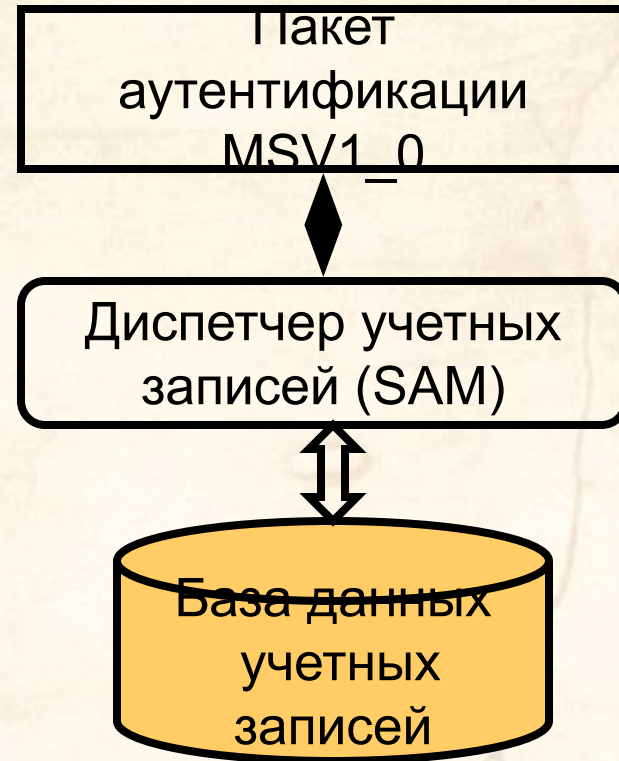 Пакет
аутентификации
MSV1_0
Диспетчер учетных
записей (SAM)
База данных
учетных
записей